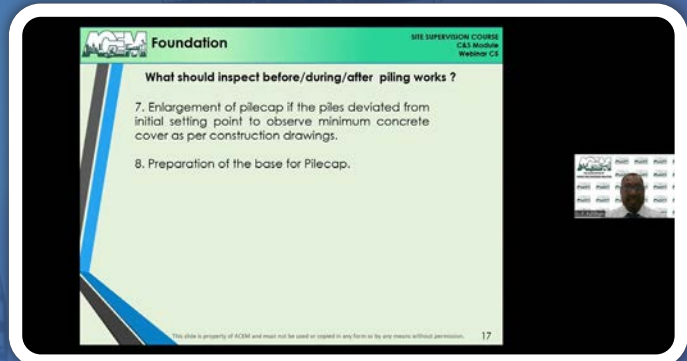 ACEM
Foundation
SITE SUPERVISION COURSE
C&S Module
Webinar C5
What should inspect before/during/after piling works ?
7. Enlargement of pilecap if the piles deviated from
initial setting point to observe minimum concrete
cover as per construction drawings.
8. Preparation of the base for Pilecap.
This slide is property of ACEM and must not be used or copied in any form or by any means without permission.
17
ACEM